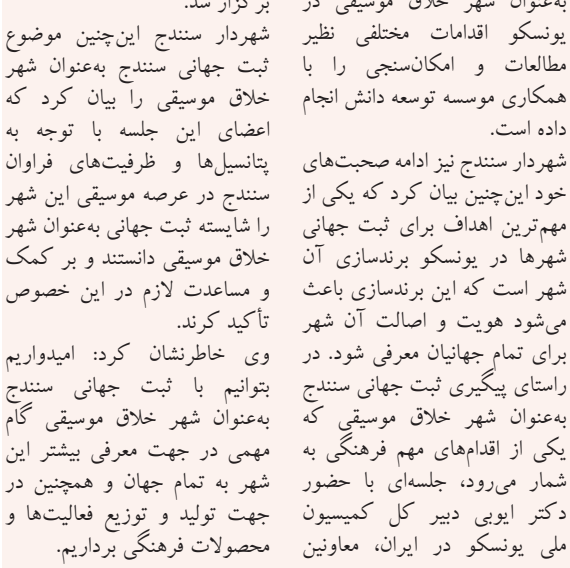 به‌عنوان شهر خلاق موسیقی در
یونسکو اقدامات مختلفی نظیر
مطالعات و امکان‌سنجی را با
همکاری موسسه توسعه دانش انجام
داده است.
شهردار سنندج نیز ادامه صحبت‌های
خود این‌چنین بیان کرد که یکی از
مهم‌ترین اهداف برای ثبت جهانی
شهرها در یونسکو برندسازی آن
شهر است که این برندسازی باعث
می‌شود هویت و اصالت آن شهر
برای تمام جهانیان معرفی شود. در
راستای پیگیری ثبت جهانی سنندج
به‌عنوان شهر خلاق موسیقی که
یکی از اقدام‌های مهم فرهنگی به
شمار می‌رود، جلسه‌ای با حضور
دکتر ایوبی دبیر کل کمیسیون
ملی یونسکو در ایران، معاونین
برگزار شد.
شهردار سنندج این‌چنین موضوع
ثبت جهانی سنندج به‌عنوان شهر
خلاق موسیقی را بیان کرد که
اعضای این جلسه با توجه به
پتانسیل‌ها و ظرفیت‌های فراوان
سنندج در عرصه موسیقی این شهر
را شایسته ثبت جهانی به‌عنوان شهر
خلاق موسیقی دانستند و بر کمک
و مساعدت لازم در این خصوص
تأکید کرند.
وی خاطرنشان کرد: امیدواریم
بتوانیم با ثبت جهانی سنندج
به‌عنوان شهر خلاق موسیقی گام
مهمی در جهت معرفی بیشتر این
شهر به تمام جهان و همچنین در
جهت تولید و توزیع فعالیت‌ها و
محصولات فرهنگی برداریم.